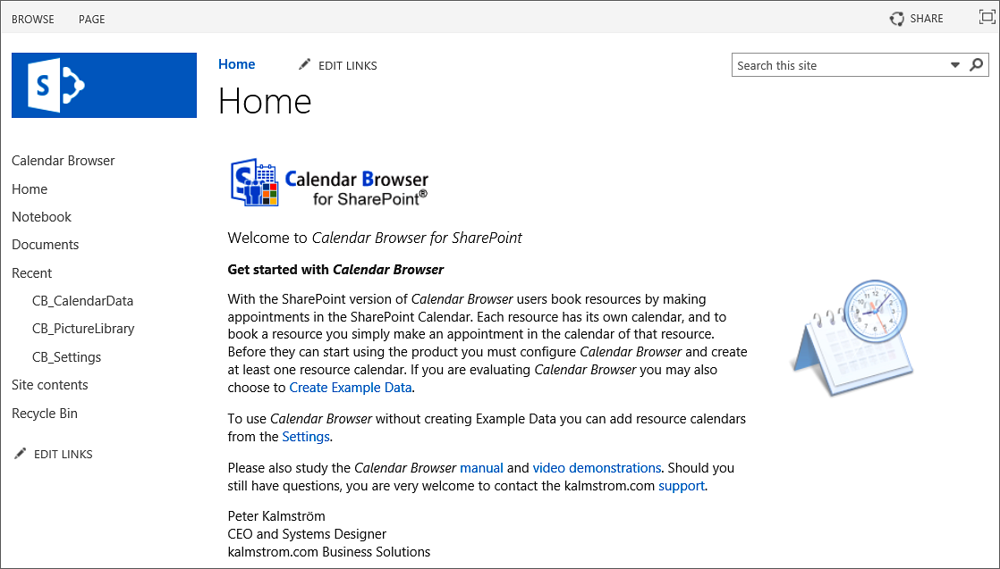 BROWSE PAGE SHARE
Home EDIT LINKS Search this site
Home
Calendar Browser
Home
Notebook
Documents
Recent
CB_CalendarData
CB_PictureLibrary
CB_Settings
Site contents
Recycle Bin
EDIT LINKS
S
Calendar Browser
for SharePoint®
Welcome to Calendar Browser for SharePoint
Get started with Calendar Browser
With the SharePoint version of Calendar Browser users book resources by making
appointments in the SharePoint Calendar. Each resource has its own calendar, and to
book a resource you simply make an appointment in the calendar of that resource.
Before they can start using the product you must configure Calendar Browser and create
at least one resource calendar. If you are evaluating Calendar Browser you may also
choose to Create Example Data.
To use Calendar Browser without creating Example Data you can add resource calendars
from the Settings.
Please also study the Calendar Browser manual and video demonstrations. Should you
still have questions, you are very welcome to contact the kalmstrom.com support.
Peter Kalmström
CEO and Systems Designer
kalmstrom.com Business Solutions